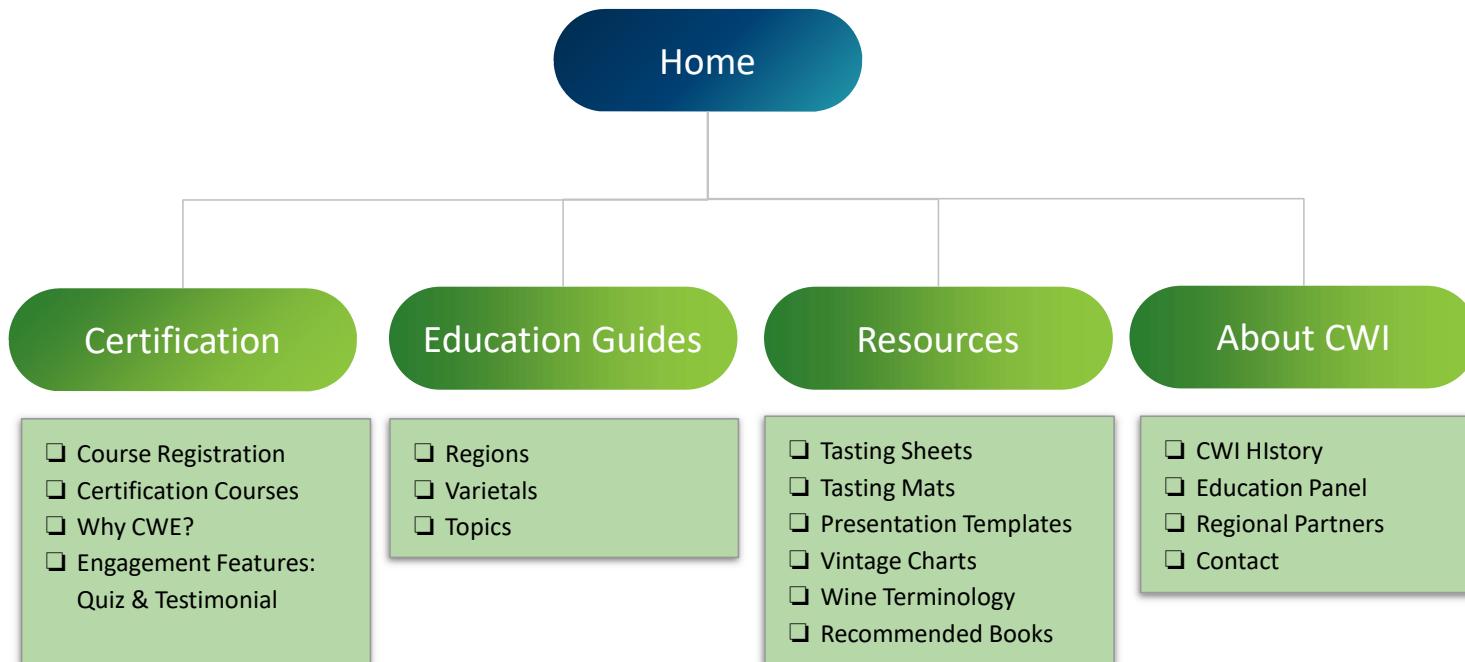 Home
Certification
Education Guides
Resources
About CWI
❏ Course Registration
❏ Certification Courses
❏ Why CWE?
❏ Engagement Features:
Quiz & Testimonial
❏ Regions
❏ Varietals
❏ Topics
❏ Tasting Sheets
❏ Tasting Mats
❏ Presentation Templates
❏ Vintage Charts
❏ Wine Terminology
❏ Recommended Books
❏ CWI HIstory
❏ Education Panel
❏ Regional Partners
❏ Contact